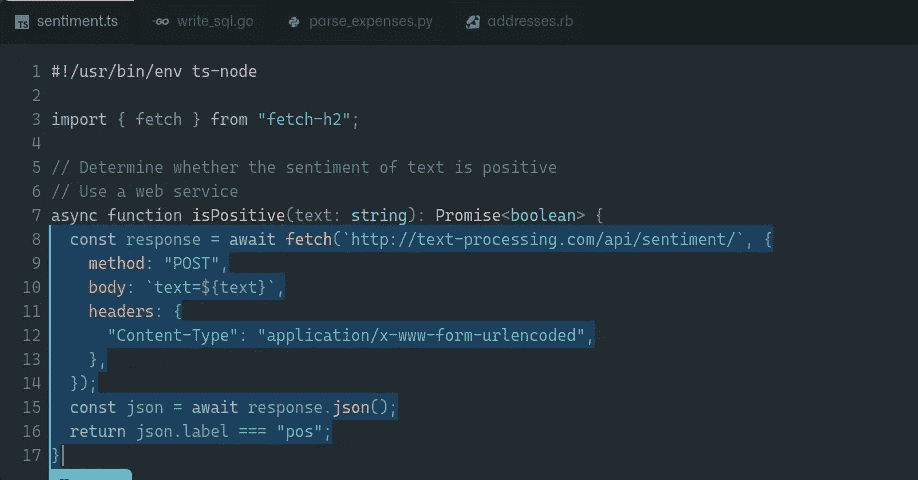 TS sentiment.ts GO write_sql.go parse_expenses.py addresses.rb
1 #!/usr/bin/env ts-node
2
3 import { fetch } from "fetch-h2";
4
5 // Determine whether the sentiment of text is positive
6 // Use a web service
7 async function isPositive(text: string): Promise<boolean> {
8 const response = await fetch(`http://text-processing.com/api/sentiment/`, {
9 method: "POST",
10 body: `text=${text}`,
11 headers: {
12 "Content-Type": "application/x-www-form-urlencoded",
13 },
14 });
15 const json = await response.json();
16 return json.label === "pos";
17 }